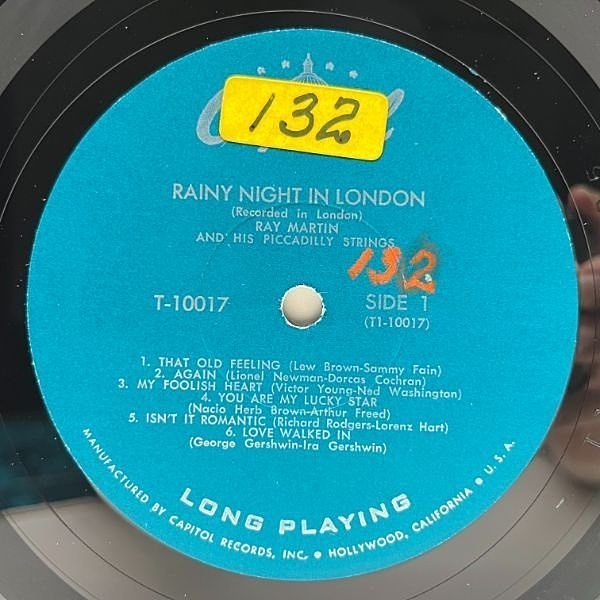 132
RAINY NIGHT IN LONDON
(Recorded in London)
RAY MARTIN
AND HIS PICCADILLY STRINGS
132
T-10017
SIDE 1
(T1-10017)
1. THAT OLD FEELING (Lew Brown-Sammy Fain)
2. AGAIN (Lionel Newman-Dorcas Cochran)
3. MY FOOLISH HEART (Victor Young-Ned Washington)
4. YOU ARE MY LUCKY STAR
(Nacio Herb Brown-Arthur Freed)
5. ISN'T IT ROMANTIC (Richard Rodgers-Lorenz Hart)
6. LOVE WALKED IN
(George Gershwin-Ira Gershwin)
LONG PLAYING
MANUFACTURED BY CAPITOL RECORDS, INC. • HOLLYWOOD, CALIFORNIA • U.S.A.